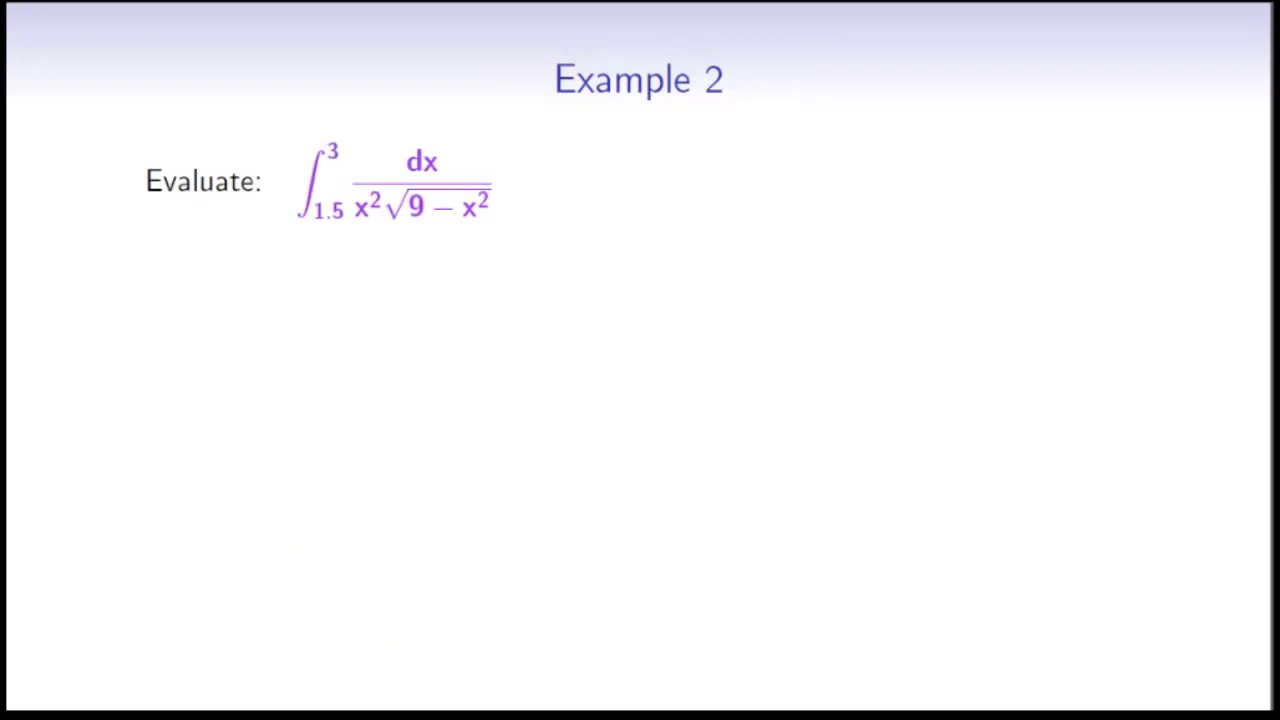 Example 2
Evaluate: ∫_{1.5}^{3} dx / (x²√(9 − x²))